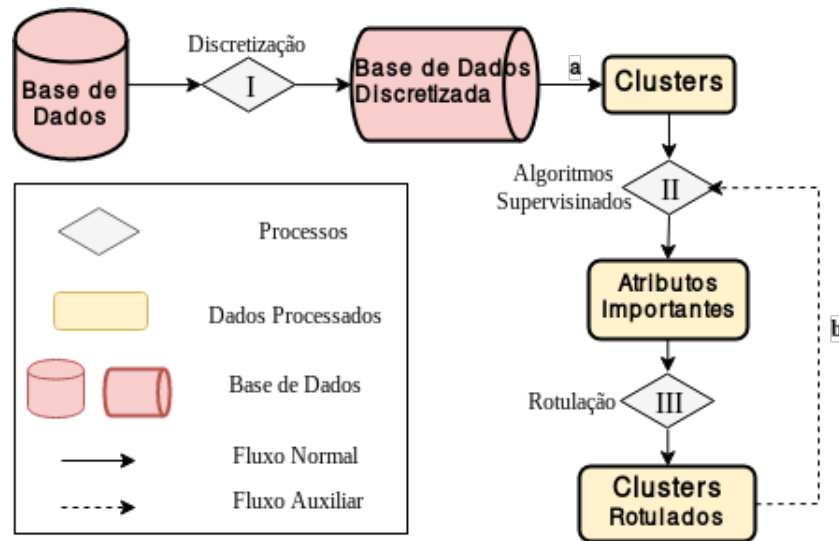 Discretização
Base de
Dados
I
Base de Dados
Discretizada
a
Clusters
Algoritmos
Supervisinados
II
Atributos
Importantes
b
Rotulação
III
Clusters
Rotulados
Processos
Dados Processados
Base de Dados
Fluxo Normal
Fluxo Auxiliar